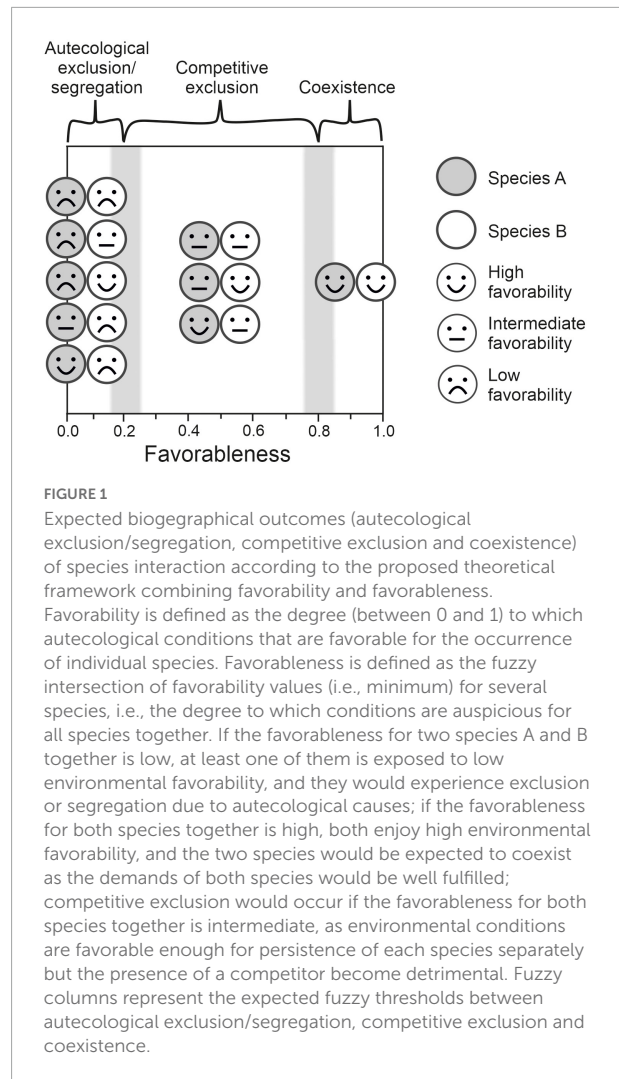 Autecological
exclusion/
segregation
Competitive
exclusion
Coexistence
Species A
Species B
High
favorability
Intermediate
favorability
Low
favorability
0.0 0.2 0.4 0.6 0.8 1.0
Favorableness
FIGURE 1
Expected biogegraphical outcomes (autecological
exclusion/segregation, competitive exclusion and coexistence)
of species interaction according to the proposed theoretical
framework combining favorability and favorableness.
Favorability is defined as the degree (between 0 and 1) to which
autecological conditions that are favorable for the occurrence
of individual species. Favorableness is defined as the fuzzy
intersection of favorability values (i.e., minimum) for several
species, i.e., the degree to which conditions are auspicious for
all species together. If the favorableness for two species A and B
together is low, at least one of them is exposed to low
environmental favorability, and they would experience exclusion
or segregation due to autecological causes; if the favorableness
for both species together is high, both enjoy high environmental
favorability, and the two species would be expected to coexist
as the demands of both species would be well fulfilled;
competitive exclusion would occur if the favorableness for both
species together is intermediate, as environmental conditions
are favorable enough for persistence of each species separately
but the presence of a competitor become detrimental. Fuzzy
columns represent the expected fuzzy thresholds between
autecological exclusion/segregation, competitive exclusion and
coexistence.